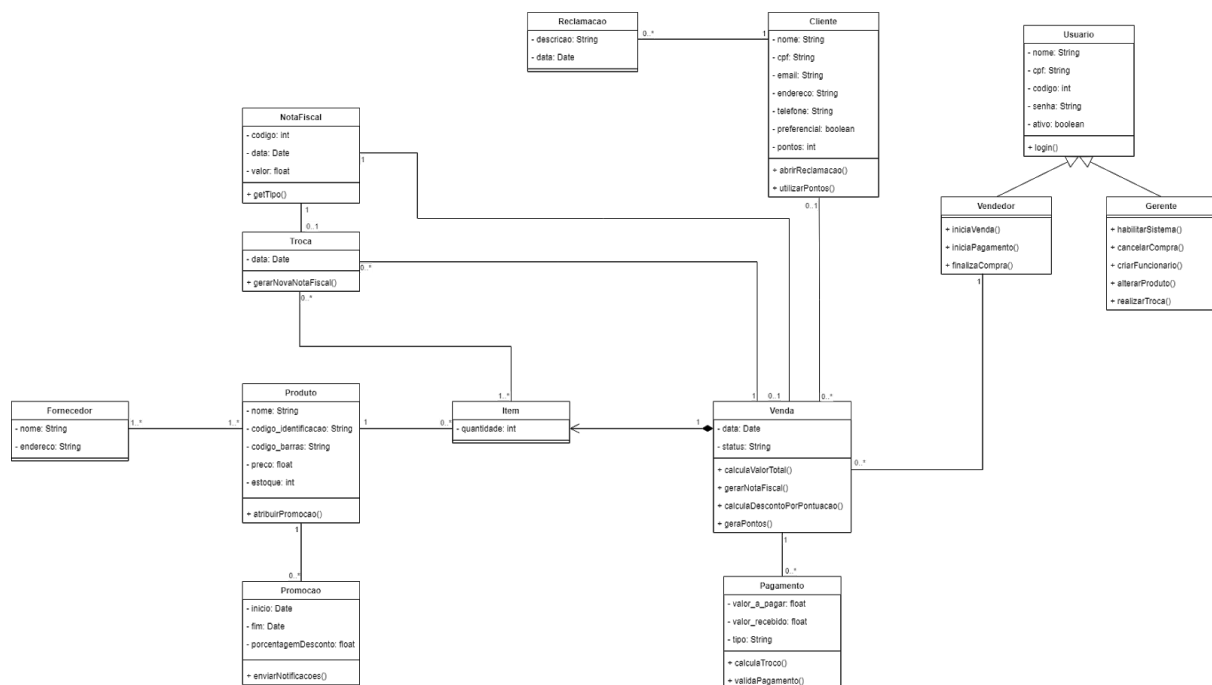 Reclamacao
- descricao: String
- data: Date
0..*
1
Cliente
- nome: String
- cpf: String
- email: String
- endereco: String
- telefone: String
- preferencial: boolean
- pontos: int
+ abrirReclamacao()
+ utilizarPontos()
0..1
Usuario
- nome: String
- cpf: String
- codigo: int
- senha: String
- ativo: boolean
+ login()
NotaFiscal
- codigo: int
- data: Date
- valor: float
+ getTipo()
1
1
0..1
Troca
- data: Date
+ gerarNovaNotaFiscal()
0..*
0..*
Vendedor
+ iniciaVenda()
+ iniciaPagamento()
+ finalizaCompra()
1
Gerente
+ habilitarSistema()
+ cancelarCompra()
+ criarFuncionario()
+ alterarProduto()
+ realizarTroca()
Fornecedor
- nome: String
- endereco: String
1..*
1..*
Produto
- nome: String
- codigo_identificacao: String
- codigo_barras: String
- preco: float
- estoque: int
+ atribuirPromocao()
1
0..*
1..*
Item
- quantidade: int
1
1
0..1
0..*
Venda
- data: Date
- status: String
+ calculaValorTotal()
+ gerarNotaFiscal()
+ calculaDescontoPorPontuacao()
+ geraPontos()
0..*
1
0..*
Promocao
- inicio: Date
- fim: Date
- porcentagemDesconto: float
+ enviarNotificacoes()
1
0..*
Pagamento
- valor_a_pagar: float
- valor_recebido: float
- tipo: String
+ calculaTroco()
+ validaPagamento()